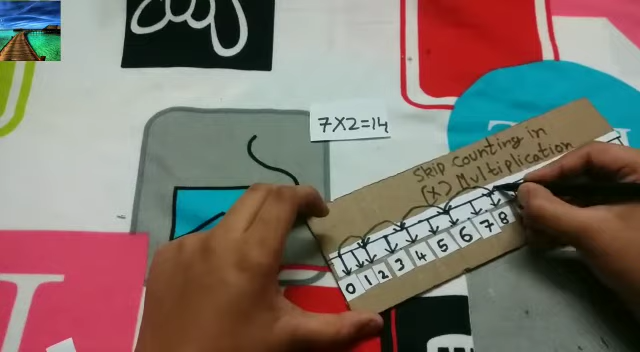 7X2=14
Skip counting in
(X) Multiplication
0 1 2 3 4 5 6 7 8